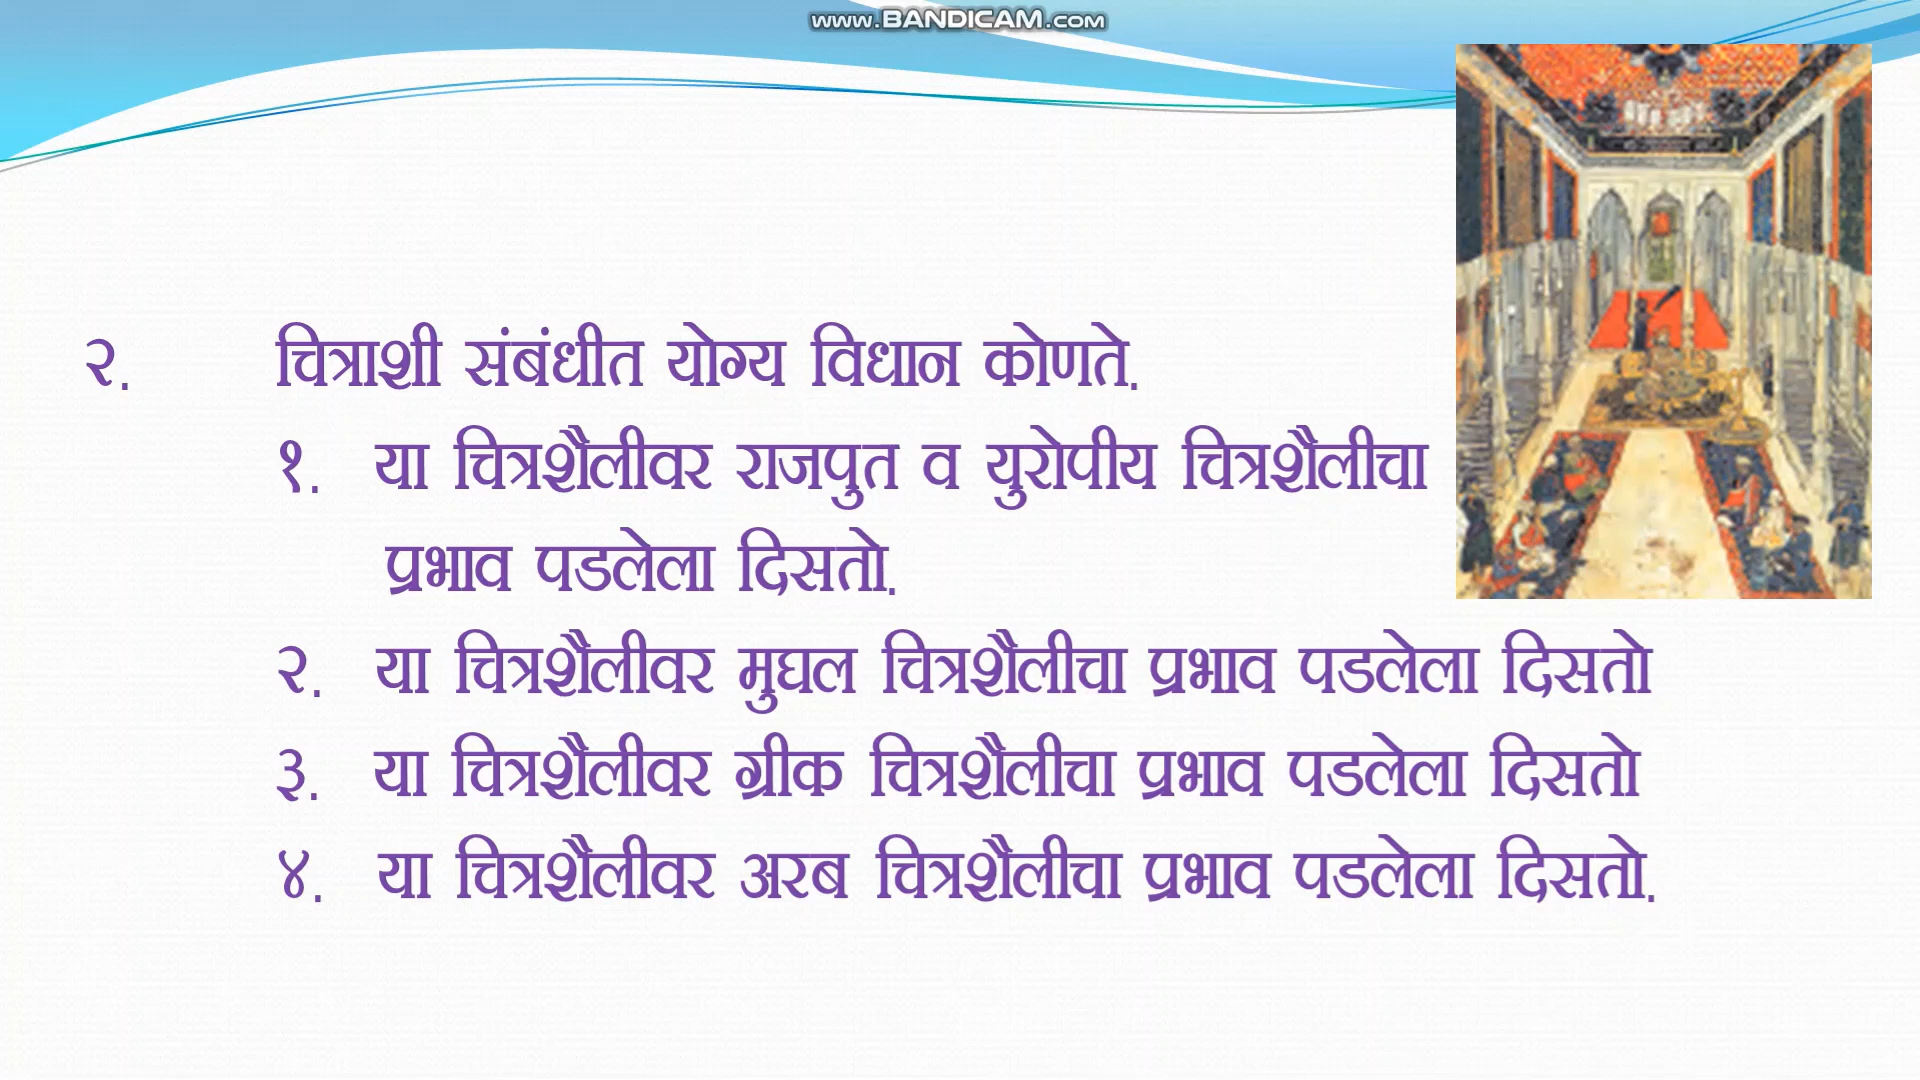 www.BANDICAM.com
२. चित्राशी संबंधीत योग्य विधान कोणते.
१. या चित्रशैलीवर राजपुत व युरोपीय चित्रशैलीचा
प्रभाव पडलेला दिसतो.
२. या चित्रशैलीवर मुघल चित्रशैलीचा प्रभाव पडलेला दिसतो
३. या चित्रशैलीवर ग्रीक चित्रशैलीचा प्रभाव पडलेला दिसतो
४. या चित्रशैलीवर अरब चित्रशैलीचा प्रभाव पडलेला दिसतो.